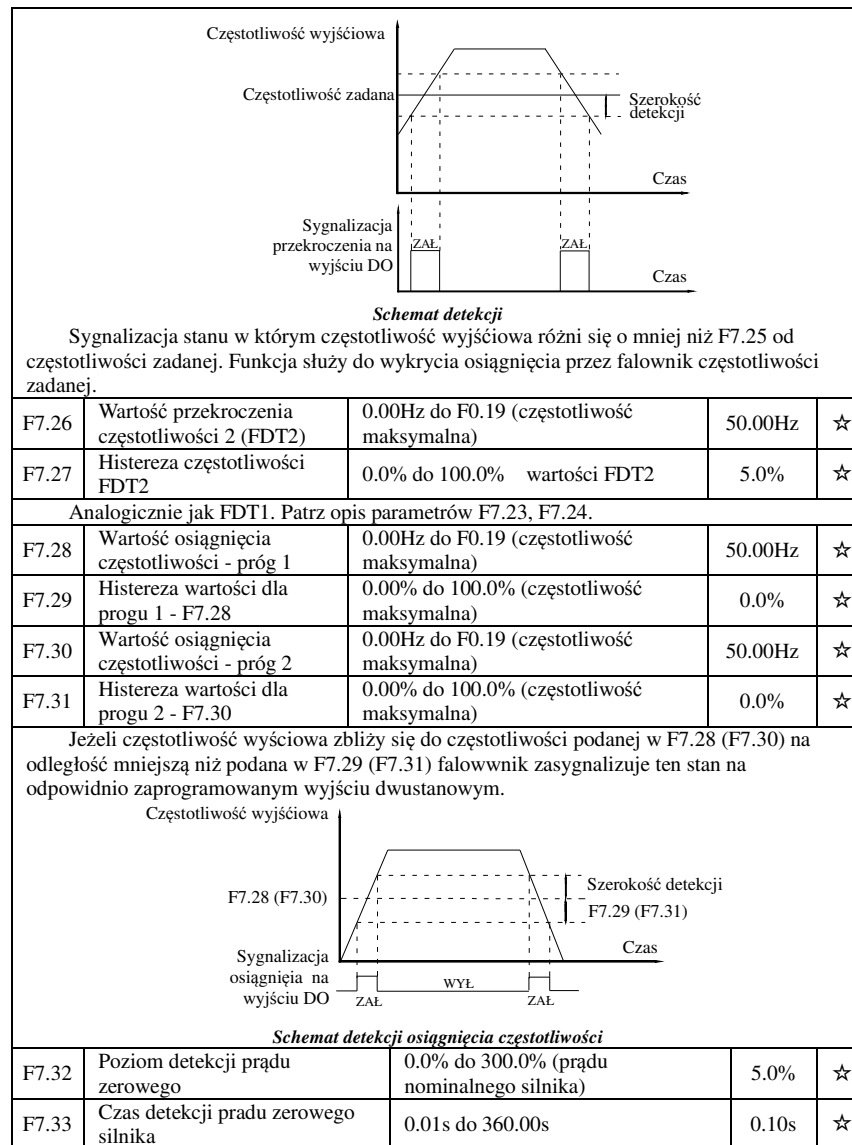 Częstotliwość wyjśćiowa
Częstotliwość zadana
Szerokość
detekcji
Czas
Sygnalizacja
przekroczenia na
wyjściu DO
ZAŁ
ZAŁ
Czas
Schemat detekcji
Sygnalizacja stanu w którym częstotliwość wyjśćiowa różni się o mniej niż F7.25 od
częstotliwości zadanej. Funkcja służy do wykrycia osiągnięcia przez falownik częstotliwości
zadanej.
F7.26 Wartość przekroczenia częstotliwości 2 (FDT2) 0.00Hz do F0.19 (częstotliwość maksymalna) 50.00Hz ☆
F7.27 Histereza częstotliwości FDT2 0.0% do 100.0% wartości FDT2 5.0% ☆
Analogicznie jak FDT1. Patrz opis parametrów F7.23, F7.24.
F7.28 Wartość osiągnięcia częstotliwości - próg 1 0.00Hz do F0.19 (częstotliwość maksymalna) 50.00Hz ☆
F7.29 Histereza wartości dla progu 1 - F7.28 0.00% do 100.0% (częstotliwość maksymalna) 0.0% ☆
F7.30 Wartość osiągnięcia częstotliwości - próg 2 0.00Hz do F0.19 (częstotliwość maksymalna) 50.00Hz ☆
F7.31 Histereza wartości dla progu 2 - F7.30 0.00% do 100.0% (częstotliwość maksymalna) 0.0% ☆
Jeżeli częstotliwość wyściowa zbliży się do częstotliwości podanej w F7.28 (F7.30) na
odległość mniejszą niż podana w F7.29 (F7.31) falowwnik zasygnalizuje ten stan na
odpowidnio zaprogramowanym wyjściu dwustanowym.
Częstotliwość wyjśćiowa
F7.28 (F7.30)
Szerokość detekcji
F7.29 (F7.31)
Czas
Sygnalizacja
osiągnięia na
wyjściu DO
ZAŁ
WYŁ
ZAŁ
Schemat detekcji osiągnięcia częstotliwości
F7.32 Poziom detekcji prądu zerowego 0.0% do 300.0% (prądu nominalnego silnika) 5.0% ☆
F7.33 Czas detekcji pradu zerowego silnika 0.01s do 360.00s 0.10s ☆